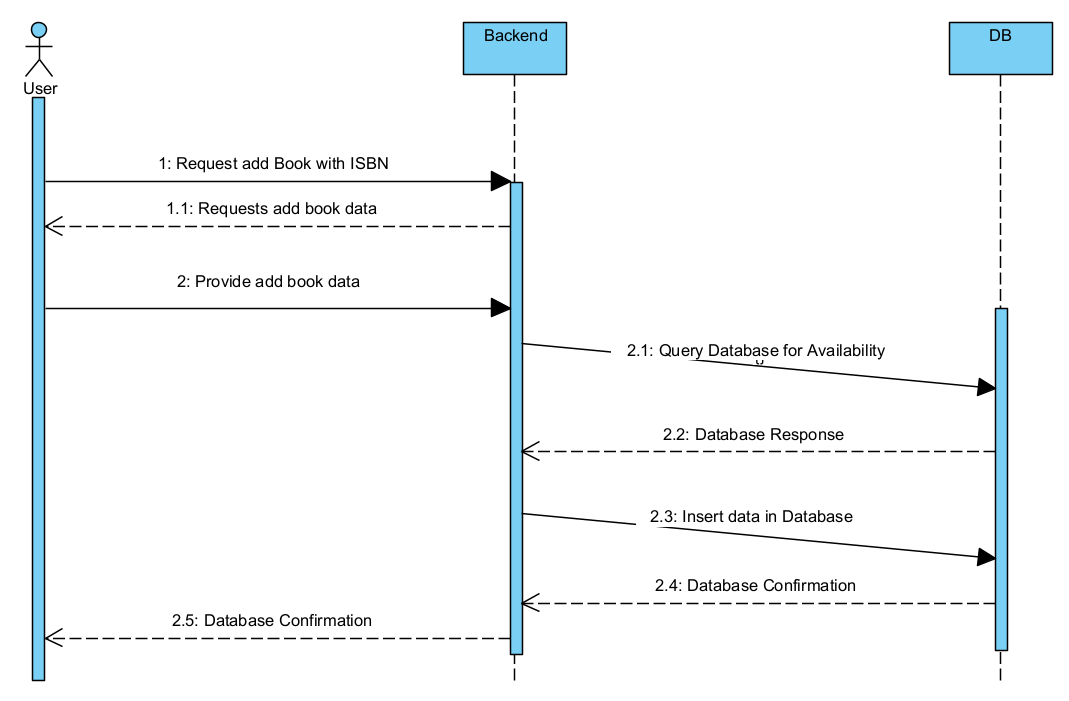 Backend
DB
User
1: Request add Book with ISBN
1.1: Requests add book data
2: Provide add book data
2.1: Query Database for Availability
2.2: Database Response
2.3: Insert data in Database
2.4: Database Confirmation
2.5: Database Confirmation